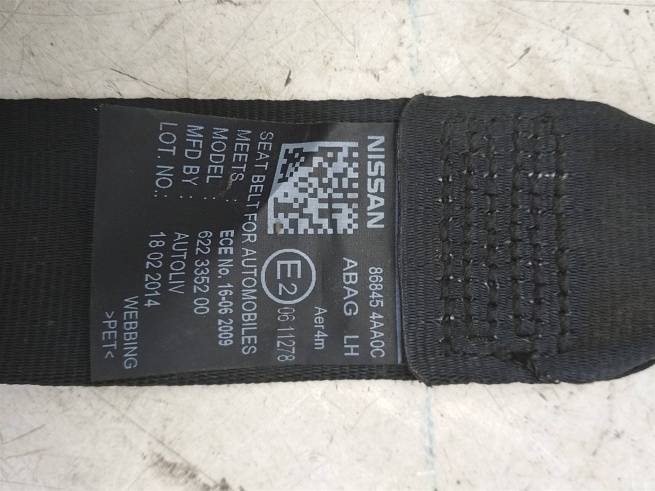 NISSAN 86845 4AA0C
ABAG LH
Aer4m
E2 06 11278
SEAT BELT FOR AUTOMOBILES
MEETS : ECE No. 16-06 2009
MODEL : 622 3352 00
MFD BY : AUTOLIV
LOT. NO.: 18 02 2014
WEBBING
>PET<